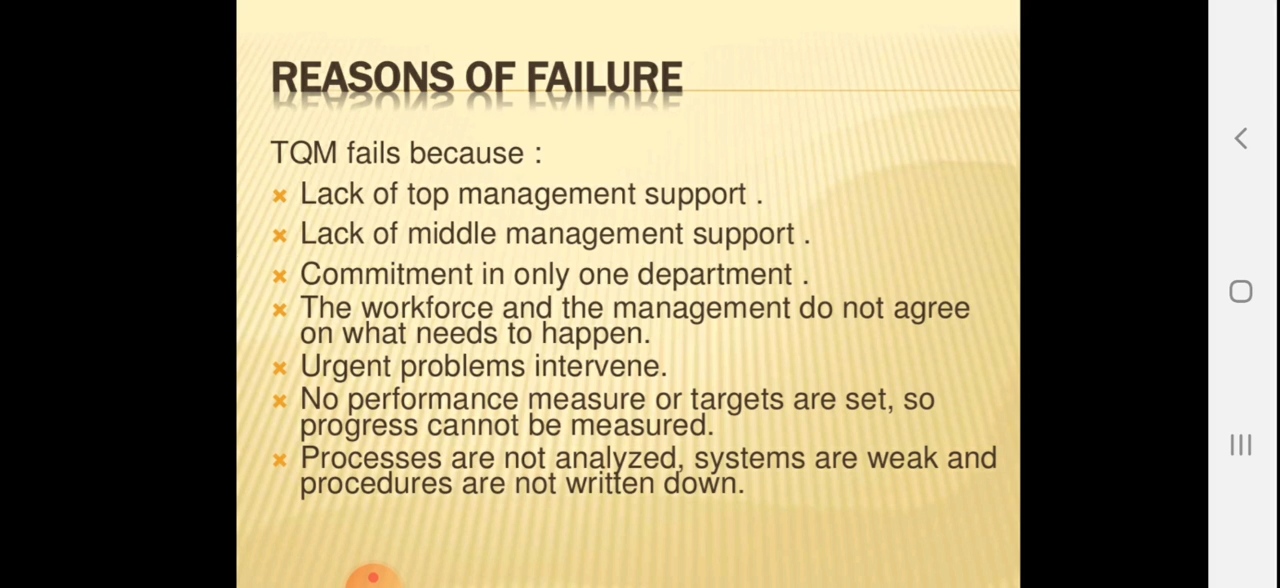 REASONS OF FAILURE
TQM fails because :
Lack of top management support .
Lack of middle management support .
Commitment in only one department .
The workforce and the management do not agree
on what needs to happen.
Urgent problems intervene.
No performance measure or targets are set, so
progress cannot be measured.
Processes are not analyzed, systems are weak and
procedures are not written down.